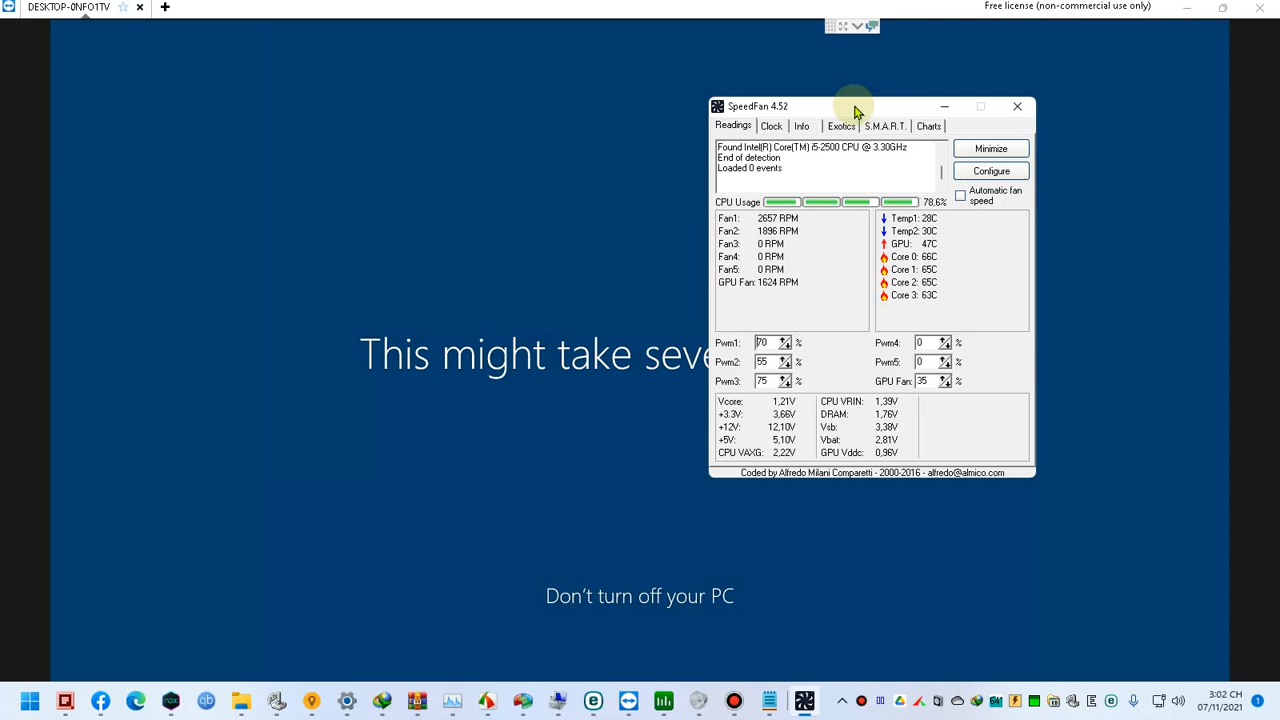 DESKTOP-0NFO1TV
Free license (non-commercial use only)
SpeedFan 4.52
Readings Clock Info Exotics S.M.A.R.T. Charts
Found Intel(R) Core(TM) i5-2500 CPU @ 3.30GHz
End of detection
Loaded 0 events
Minimize
Configure
Automatic fan speed
CPU Usage 78,6%
Fan1: 2657 RPM
Fan2: 1896 RPM
Fan3: 0 RPM
Fan4: 0 RPM
Fan5: 0 RPM
GPU Fan: 1624 RPM
Temp1: 28C
Temp2: 30C
GPU: 47C
Core 0: 66C
Core 1: 65C
Core 2: 65C
Core 3: 63C
This might take seve
Pwm1: 70 %
Pwm2: 55 %
Pwm3: 75 %
Pwm4: 0 %
Pwm5: 0 %
GPU Fan: 35 %
Vcore: 1,21V
+3.3V: 3,66V
+12V: 12,10V
+5V: 5,10V
CPU VAXG: 2,22V
CPU VRIN: 1,39V
DRAM: 1,76V
Vsb: 3,38V
Vbat: 2,81V
GPU Vddc: 0,96V
Coded by Alfredo Milani Comparetti - 2000-2016 - alfredo@almico.com
Don't turn off your PC
3:02 CH
07/11/2021